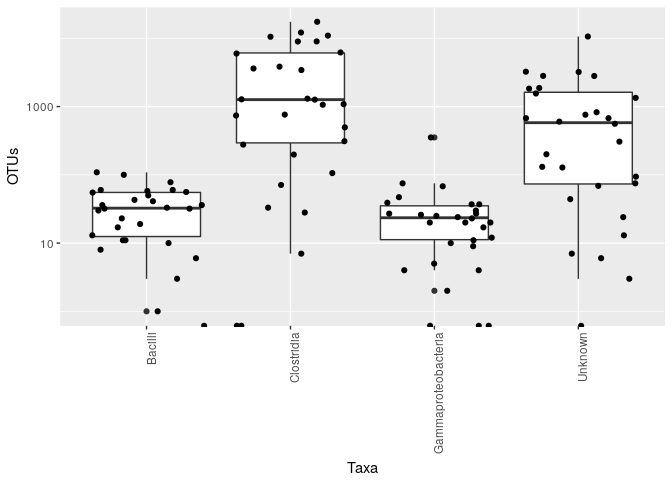 OTUs
1000
10
Bacilli
Clostridia
Gammaproteobacteria
Unknown
Taxa